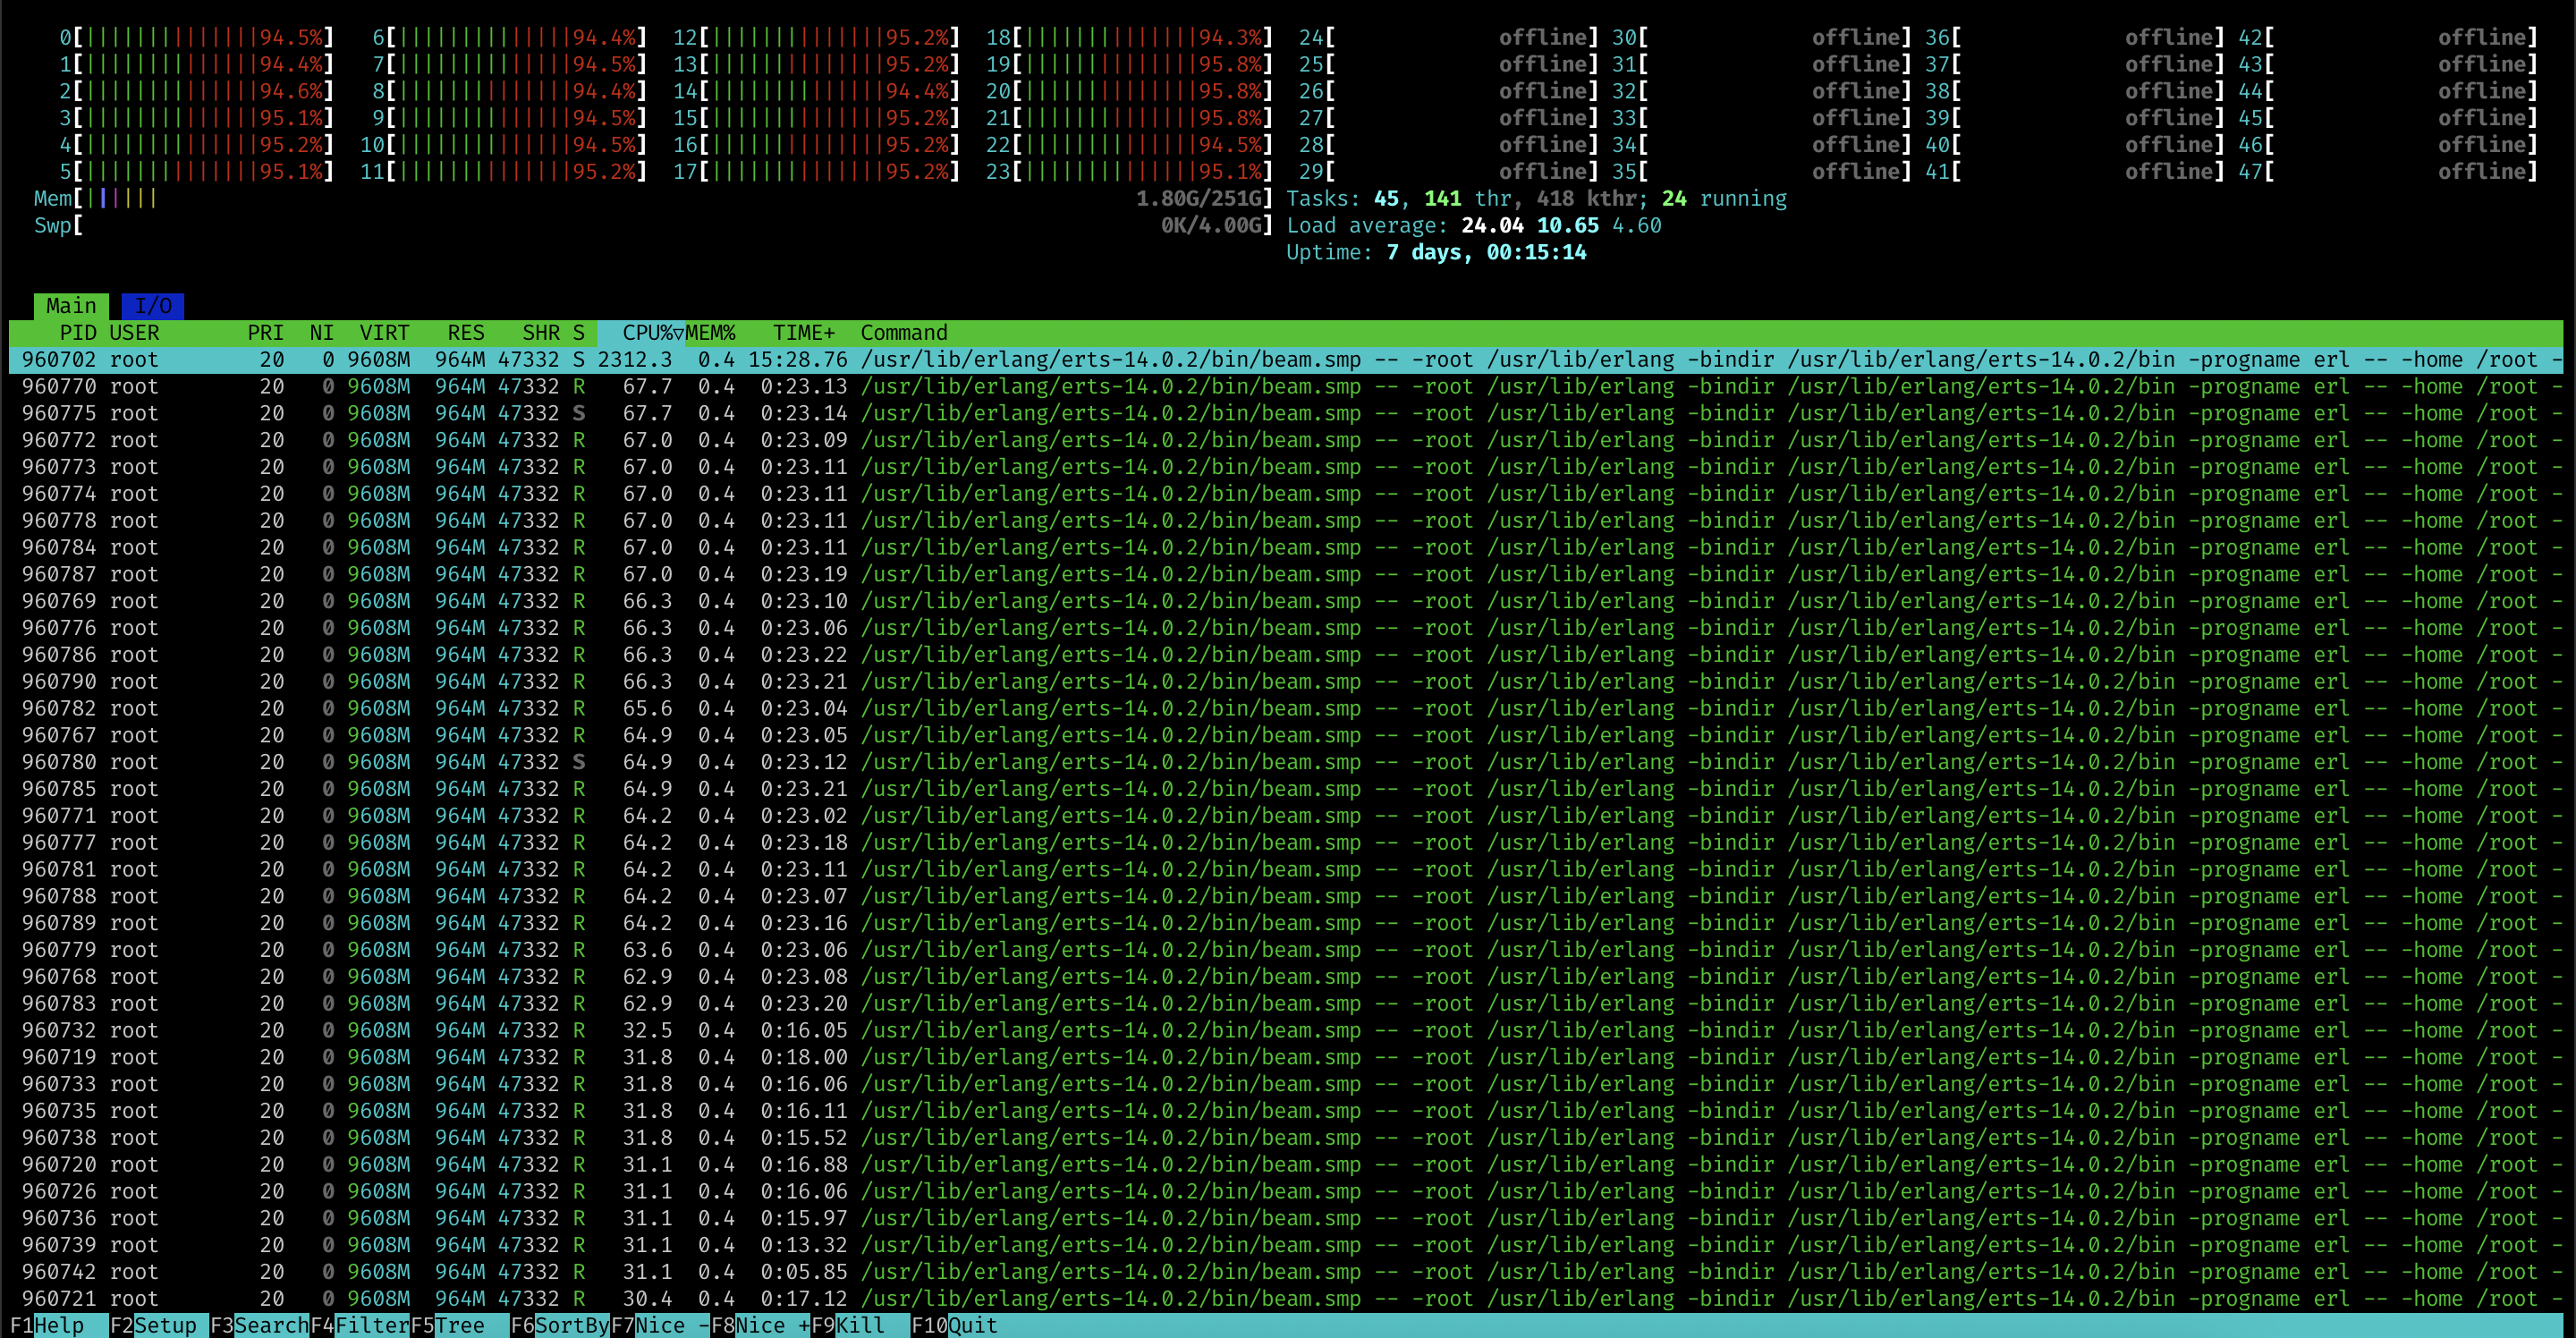 0[||||||||||||||94.5%] 6[||||||||||||||94.4%] 12[||||||||||||||95.2%] 18[||||||||||||||94.3%] 24[ offline] 30[ offline] 36[ offline] 42[ offline]
1[||||||||||||||94.4%] 7[||||||||||||||94.5%] 13[||||||||||||||95.2%] 19[||||||||||||||95.8%] 25[ offline] 31[ offline] 37[ offline] 43[ offline]
2[||||||||||||||94.6%] 8[||||||||||||||94.4%] 14[||||||||||||||94.4%] 20[||||||||||||||95.8%] 26[ offline] 32[ offline] 38[ offline] 44[ offline]
3[||||||||||||||95.1%] 9[||||||||||||||94.5%] 15[||||||||||||||95.2%] 21[||||||||||||||95.8%] 27[ offline] 33[ offline] 39[ offline] 45[ offline]
4[||||||||||||||95.2%] 10[||||||||||||||94.5%] 16[||||||||||||||95.2%] 22[||||||||||||||94.5%] 28[ offline] 34[ offline] 40[ offline] 46[ offline]
5[||||||||||||||95.1%] 11[||||||||||||||95.2%] 17[||||||||||||||95.2%] 23[||||||||||||||95.1%] 29[ offline] 35[ offline] 41[ offline] 47[ offline]
Mem[|||||| 1.80G/251G] Tasks: 45, 141 thr, 418 kthr; 24 running
Swp[ 0K/4.00G] Load average: 24.04 10.65 4.60
Uptime: 7 days, 00:15:14
Main I/O
PID USER PRI NI VIRT RES SHR S CPU%▽MEM% TIME+ Command
960702 root 20 0 9608M 964M 47332 S 2312.3 0.4 15:28.76 /usr/lib/erlang/erts-14.0.2/bin/beam.smp -- -root /usr/lib/erlang -bindir /usr/lib/erlang/erts-14.0.2/bin -progname erl -- -home /root -
960770 root 20 0 9608M 964M 47332 R 67.7 0.4 0:23.13 /usr/lib/erlang/erts-14.0.2/bin/beam.smp -- -root /usr/lib/erlang -bindir /usr/lib/erlang/erts-14.0.2/bin -progname erl -- -home /root -
960775 root 20 0 9608M 964M 47332 S 67.7 0.4 0:23.14 /usr/lib/erlang/erts-14.0.2/bin/beam.smp -- -root /usr/lib/erlang -bindir /usr/lib/erlang/erts-14.0.2/bin -progname erl -- -home /root -
960772 root 20 0 9608M 964M 47332 R 67.0 0.4 0:23.09 /usr/lib/erlang/erts-14.0.2/bin/beam.smp -- -root /usr/lib/erlang -bindir /usr/lib/erlang/erts-14.0.2/bin -progname erl -- -home /root -
960773 root 20 0 9608M 964M 47332 R 67.0 0.4 0:23.11 /usr/lib/erlang/erts-14.0.2/bin/beam.smp -- -root /usr/lib/erlang -bindir /usr/lib/erlang/erts-14.0.2/bin -progname erl -- -home /root -
960774 root 20 0 9608M 964M 47332 R 67.0 0.4 0:23.11 /usr/lib/erlang/erts-14.0.2/bin/beam.smp -- -root /usr/lib/erlang -bindir /usr/lib/erlang/erts-14.0.2/bin -progname erl -- -home /root -
960778 root 20 0 9608M 964M 47332 R 67.0 0.4 0:23.11 /usr/lib/erlang/erts-14.0.2/bin/beam.smp -- -root /usr/lib/erlang -bindir /usr/lib/erlang/erts-14.0.2/bin -progname erl -- -home /root -
960784 root 20 0 9608M 964M 47332 R 67.0 0.4 0:23.11 /usr/lib/erlang/erts-14.0.2/bin/beam.smp -- -root /usr/lib/erlang -bindir /usr/lib/erlang/erts-14.0.2/bin -progname erl -- -home /root -
960787 root 20 0 9608M 964M 47332 R 67.0 0.4 0:23.19 /usr/lib/erlang/erts-14.0.2/bin/beam.smp -- -root /usr/lib/erlang -bindir /usr/lib/erlang/erts-14.0.2/bin -progname erl -- -home /root -
960769 root 20 0 9608M 964M 47332 R 66.3 0.4 0:23.10 /usr/lib/erlang/erts-14.0.2/bin/beam.smp -- -root /usr/lib/erlang -bindir /usr/lib/erlang/erts-14.0.2/bin -progname erl -- -home /root -
960776 root 20 0 9608M 964M 47332 R 66.3 0.4 0:23.06 /usr/lib/erlang/erts-14.0.2/bin/beam.smp -- -root /usr/lib/erlang -bindir /usr/lib/erlang/erts-14.0.2/bin -progname erl -- -home /root -
960786 root 20 0 9608M 964M 47332 R 66.3 0.4 0:23.22 /usr/lib/erlang/erts-14.0.2/bin/beam.smp -- -root /usr/lib/erlang -bindir /usr/lib/erlang/erts-14.0.2/bin -progname erl -- -home /root -
960790 root 20 0 9608M 964M 47332 R 66.3 0.4 0:23.21 /usr/lib/erlang/erts-14.0.2/bin/beam.smp -- -root /usr/lib/erlang -bindir /usr/lib/erlang/erts-14.0.2/bin -progname erl -- -home /root -
960782 root 20 0 9608M 964M 47332 R 65.6 0.4 0:23.04 /usr/lib/erlang/erts-14.0.2/bin/beam.smp -- -root /usr/lib/erlang -bindir /usr/lib/erlang/erts-14.0.2/bin -progname erl -- -home /root -
960767 root 20 0 9608M 964M 47332 R 64.9 0.4 0:23.05 /usr/lib/erlang/erts-14.0.2/bin/beam.smp -- -root /usr/lib/erlang -bindir /usr/lib/erlang/erts-14.0.2/bin -progname erl -- -home /root -
960780 root 20 0 9608M 964M 47332 S 64.9 0.4 0:23.12 /usr/lib/erlang/erts-14.0.2/bin/beam.smp -- -root /usr/lib/erlang -bindir /usr/lib/erlang/erts-14.0.2/bin -progname erl -- -home /root -
960785 root 20 0 9608M 964M 47332 R 64.9 0.4 0:23.21 /usr/lib/erlang/erts-14.0.2/bin/beam.smp -- -root /usr/lib/erlang -bindir /usr/lib/erlang/erts-14.0.2/bin -progname erl -- -home /root -
960771 root 20 0 9608M 964M 47332 R 64.2 0.4 0:23.02 /usr/lib/erlang/erts-14.0.2/bin/beam.smp -- -root /usr/lib/erlang -bindir /usr/lib/erlang/erts-14.0.2/bin -progname erl -- -home /root -
960777 root 20 0 9608M 964M 47332 R 64.2 0.4 0:23.18 /usr/lib/erlang/erts-14.0.2/bin/beam.smp -- -root /usr/lib/erlang -bindir /usr/lib/erlang/erts-14.0.2/bin -progname erl -- -home /root -
960781 root 20 0 9608M 964M 47332 R 64.2 0.4 0:23.11 /usr/lib/erlang/erts-14.0.2/bin/beam.smp -- -root /usr/lib/erlang -bindir /usr/lib/erlang/erts-14.0.2/bin -progname erl -- -home /root -
960788 root 20 0 9608M 964M 47332 R 64.2 0.4 0:23.07 /usr/lib/erlang/erts-14.0.2/bin/beam.smp -- -root /usr/lib/erlang -bindir /usr/lib/erlang/erts-14.0.2/bin -progname erl -- -home /root -
960789 root 20 0 9608M 964M 47332 R 64.2 0.4 0:23.16 /usr/lib/erlang/erts-14.0.2/bin/beam.smp -- -root /usr/lib/erlang -bindir /usr/lib/erlang/erts-14.0.2/bin -progname erl -- -home /root -
960779 root 20 0 9608M 964M 47332 R 63.6 0.4 0:23.06 /usr/lib/erlang/erts-14.0.2/bin/beam.smp -- -root /usr/lib/erlang -bindir /usr/lib/erlang/erts-14.0.2/bin -progname erl -- -home /root -
960768 root 20 0 9608M 964M 47332 R 62.9 0.4 0:23.08 /usr/lib/erlang/erts-14.0.2/bin/beam.smp -- -root /usr/lib/erlang -bindir /usr/lib/erlang/erts-14.0.2/bin -progname erl -- -home /root -
960783 root 20 0 9608M 964M 47332 R 62.9 0.4 0:23.20 /usr/lib/erlang/erts-14.0.2/bin/beam.smp -- -root /usr/lib/erlang -bindir /usr/lib/erlang/erts-14.0.2/bin -progname erl -- -home /root -
960732 root 20 0 9608M 964M 47332 R 32.5 0.4 0:16.05 /usr/lib/erlang/erts-14.0.2/bin/beam.smp -- -root /usr/lib/erlang -bindir /usr/lib/erlang/erts-14.0.2/bin -progname erl -- -home /root -
960719 root 20 0 9608M 964M 47332 R 31.8 0.4 0:18.00 /usr/lib/erlang/erts-14.0.2/bin/beam.smp -- -root /usr/lib/erlang -bindir /usr/lib/erlang/erts-14.0.2/bin -progname erl -- -home /root -
960733 root 20 0 9608M 964M 47332 R 31.8 0.4 0:16.06 /usr/lib/erlang/erts-14.0.2/bin/beam.smp -- -root /usr/lib/erlang -bindir /usr/lib/erlang/erts-14.0.2/bin -progname erl -- -home /root -
960735 root 20 0 9608M 964M 47332 R 31.8 0.4 0:16.11 /usr/lib/erlang/erts-14.0.2/bin/beam.smp -- -root /usr/lib/erlang -bindir /usr/lib/erlang/erts-14.0.2/bin -progname erl -- -home /root -
960738 root 20 0 9608M 964M 47332 R 31.8 0.4 0:15.52 /usr/lib/erlang/erts-14.0.2/bin/beam.smp -- -root /usr/lib/erlang -bindir /usr/lib/erlang/erts-14.0.2/bin -progname erl -- -home /root -
960720 root 20 0 9608M 964M 47332 R 31.1 0.4 0:16.88 /usr/lib/erlang/erts-14.0.2/bin/beam.smp -- -root /usr/lib/erlang -bindir /usr/lib/erlang/erts-14.0.2/bin -progname erl -- -home /root -
960726 root 20 0 9608M 964M 47332 R 31.1 0.4 0:16.06 /usr/lib/erlang/erts-14.0.2/bin/beam.smp -- -root /usr/lib/erlang -bindir /usr/lib/erlang/erts-14.0.2/bin -progname erl -- -home /root -
960736 root 20 0 9608M 964M 47332 R 31.1 0.4 0:15.97 /usr/lib/erlang/erts-14.0.2/bin/beam.smp -- -root /usr/lib/erlang -bindir /usr/lib/erlang/erts-14.0.2/bin -progname erl -- -home /root -
960739 root 20 0 9608M 964M 47332 R 31.1 0.4 0:13.32 /usr/lib/erlang/erts-14.0.2/bin/beam.smp -- -root /usr/lib/erlang -bindir /usr/lib/erlang/erts-14.0.2/bin -progname erl -- -home /root -
960742 root 20 0 9608M 964M 47332 R 31.1 0.4 0:05.85 /usr/lib/erlang/erts-14.0.2/bin/beam.smp -- -root /usr/lib/erlang -bindir /usr/lib/erlang/erts-14.0.2/bin -progname erl -- -home /root -
960721 root 20 0 9608M 964M 47332 R 30.4 0.4 0:17.12 /usr/lib/erlang/erts-14.0.2/bin/beam.smp -- -root /usr/lib/erlang -bindir /usr/lib/erlang/erts-14.0.2/bin -progname erl -- -home /root -
F1Help F2Setup F3SearchF4FilterF5Tree F6SortByF7Nice -F8Nice +F9Kill F10Quit